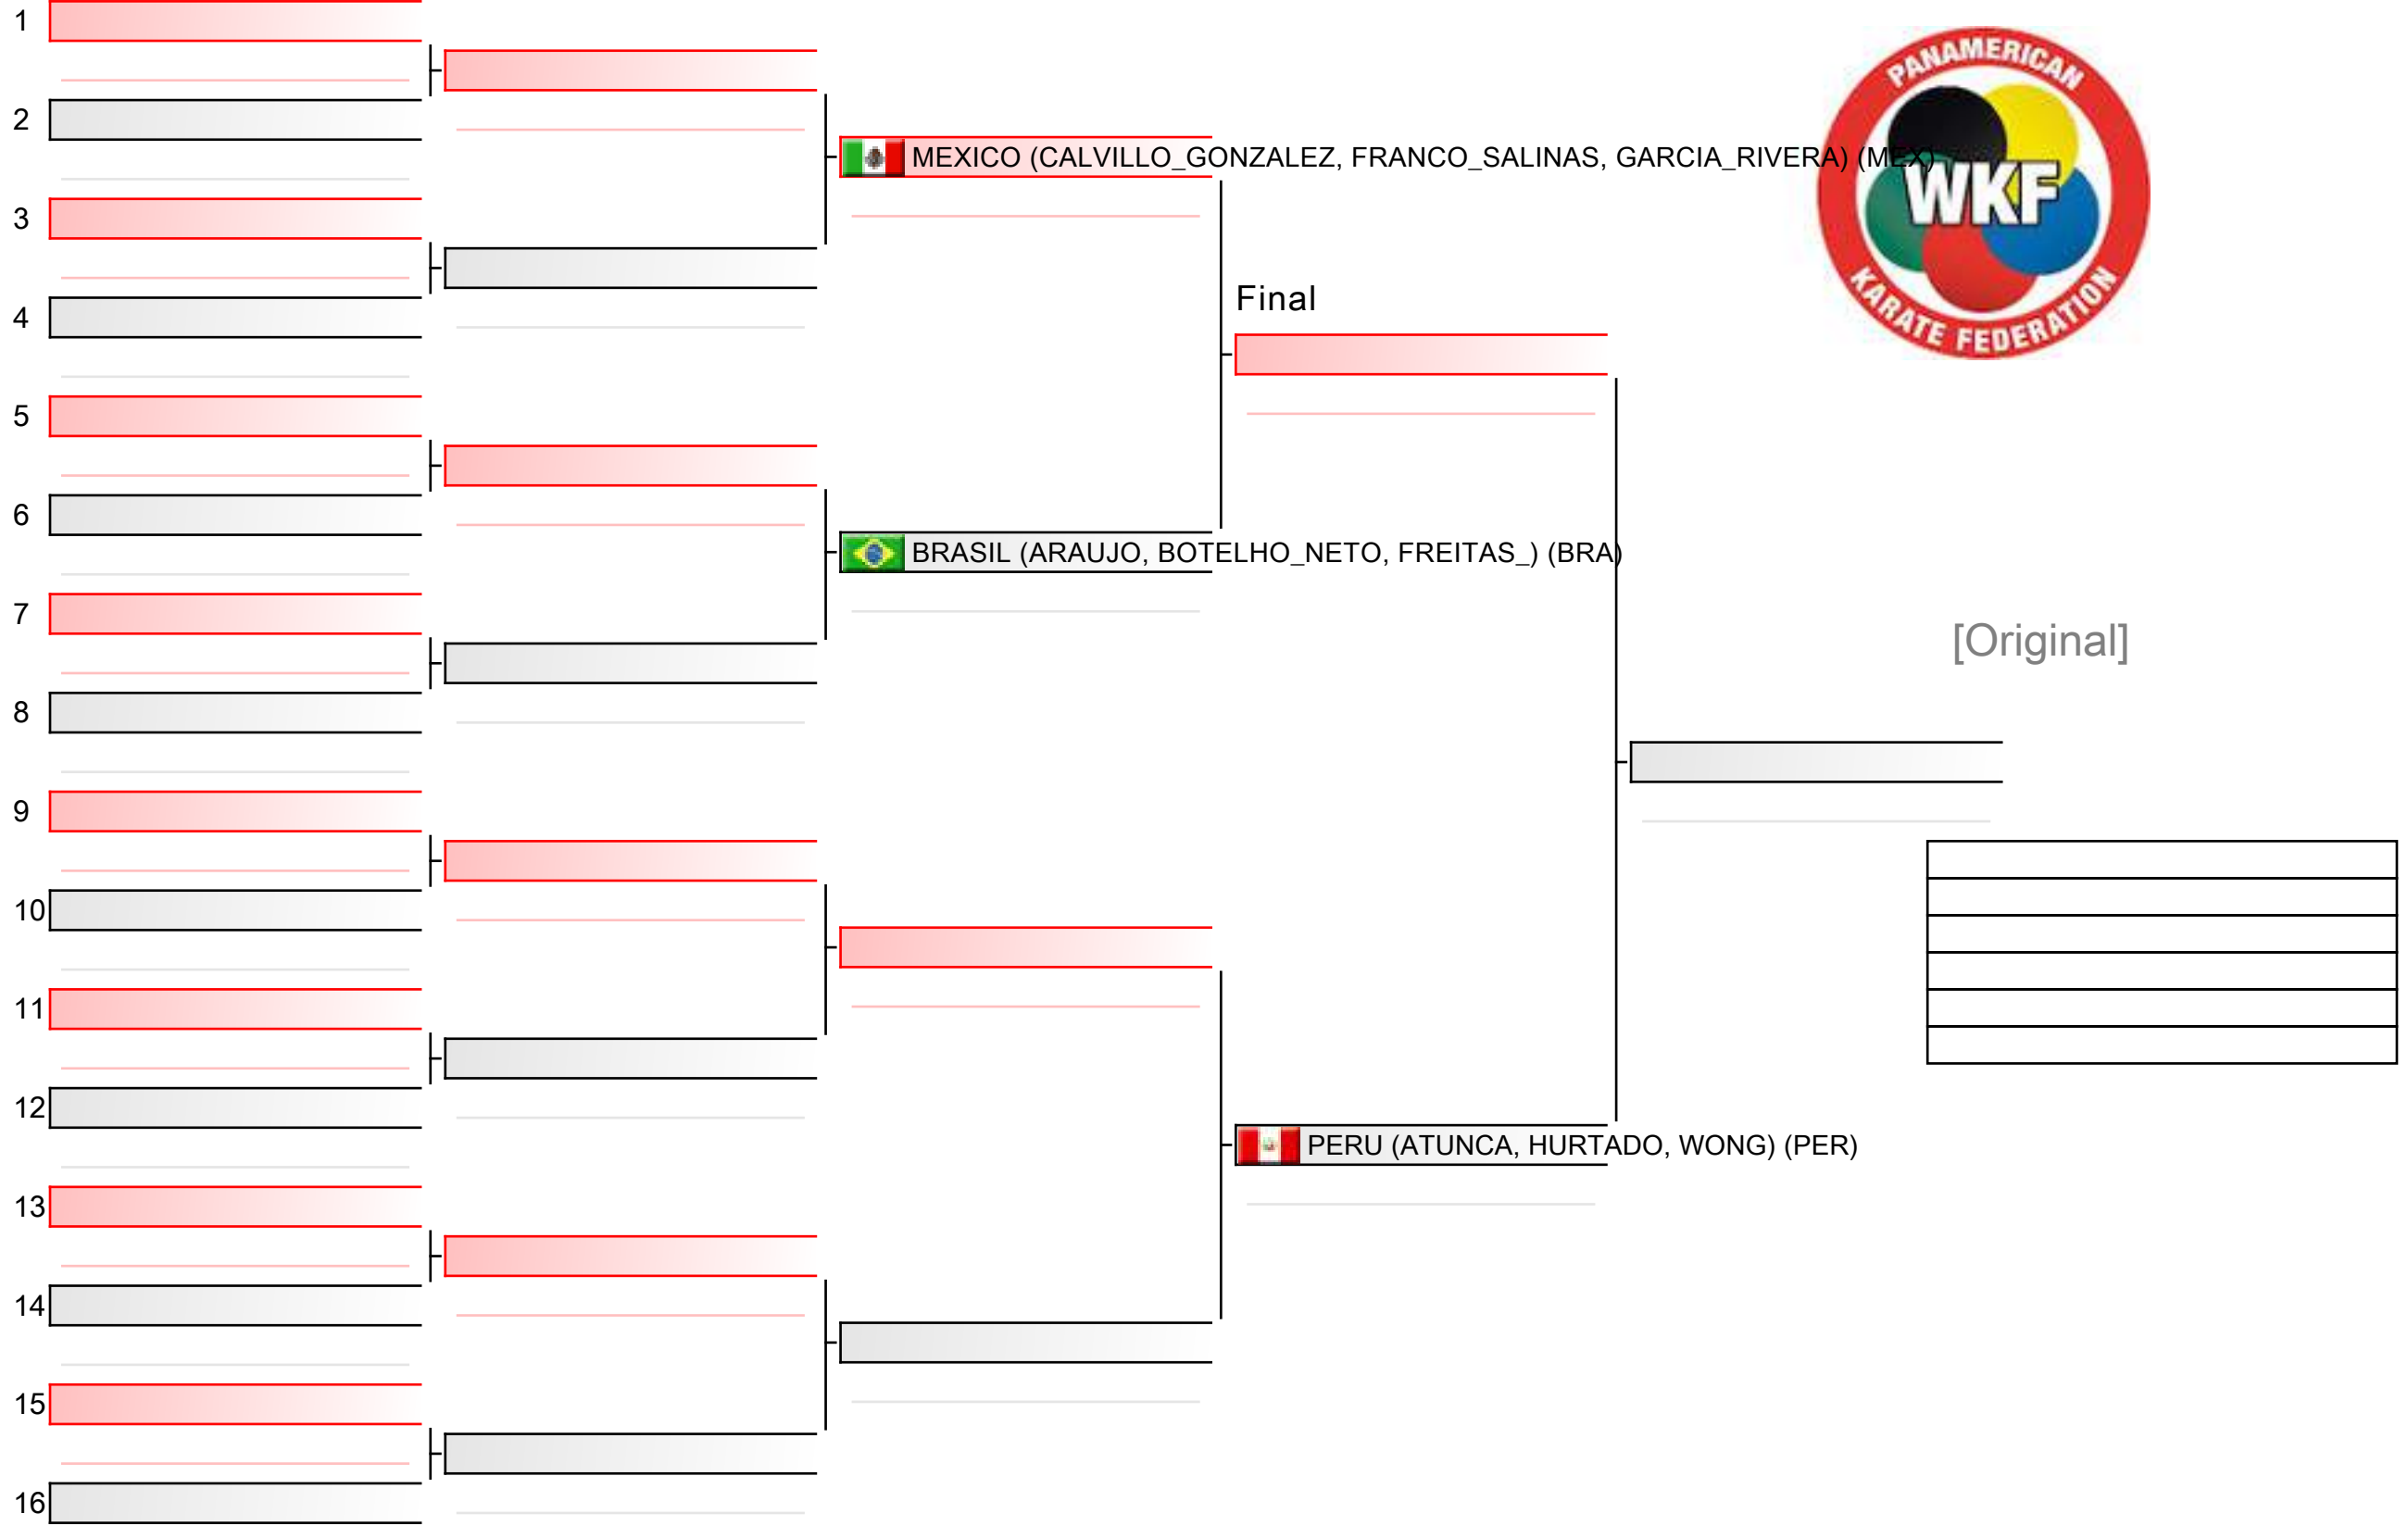 1
PANAMERICAN
2
MEXICO (CALVILLO_GONZALEZ, FRANCO_SALINAS, GARCIA_RIVERA) (MEX)
WKF
3
Final
4
KARATE FEDERATION
5
6
BRASIL (ARAUJO, BOTELHO_NETO, FREITAS_) (BRA)
7
[Original]
8
9
10
11
12
PERU (ATUNCA, HURTADO, WONG) (PER)
13
14
15
16